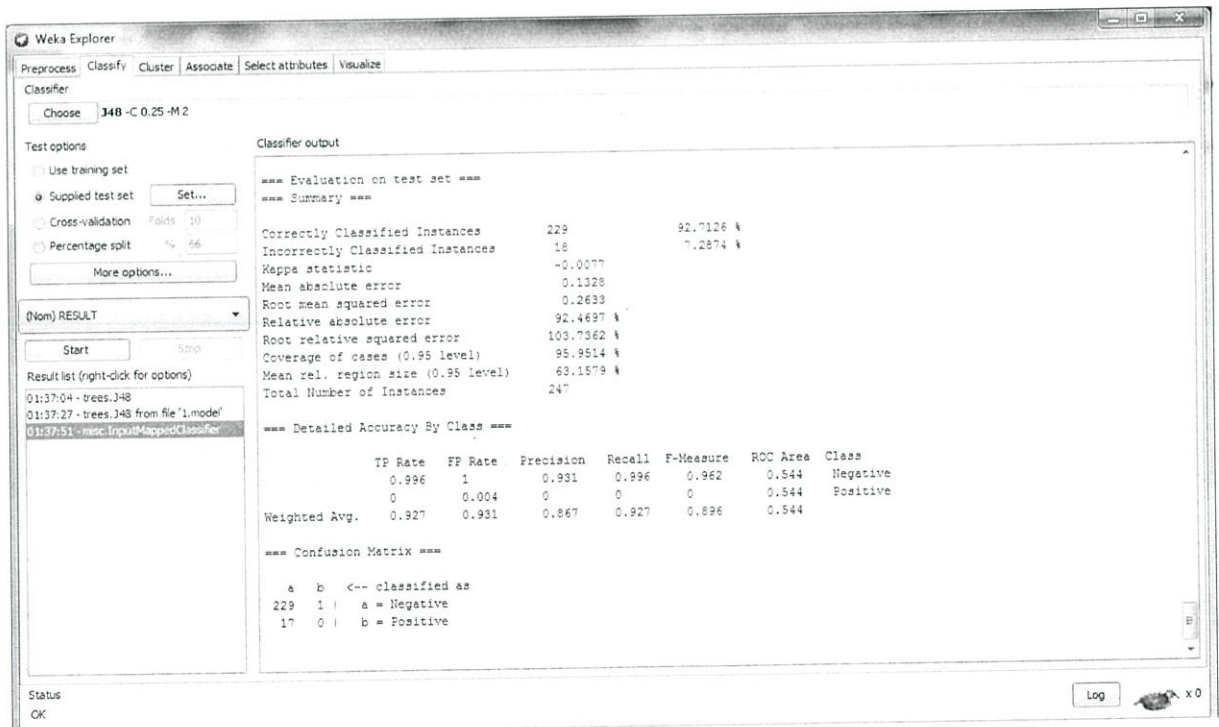 Weka Explorer
Preprocess Classify Cluster Associate Select attributes Visualize
Classifier
Choose J48 -C 0.25 -M 2
Test options
Use training set
Supplied test set Set...
Cross-validation Folds 10
Percentage split % 66
More options...
(Nom) RESULT
Start Stop
Result list (right-click for options)
01:37:04 - trees.J48
01:37:27 - trees.J48 from file '1.model'
01:37:51 - misc.InputMappedClassifier
Classifier output
=== Evaluation on test set ===
=== Summary ===
Correctly Classified Instances 229 92.7126 %
Incorrectly Classified Instances 18 7.2874 %
Kappa statistic -0.0077
Mean absolute error 0.1328
Root mean squared error 0.2633
Relative absolute error 92.4697 %
Root relative squared error 103.7362 %
Coverage of cases (0.95 level) 95.9514 %
Mean rel. region size (0.95 level) 63.1579 %
Total Number of Instances 247
=== Detailed Accuracy By Class ===
TP Rate FP Rate Precision Recall F-Measure ROC Area Class
0.996 1 0.931 0.996 0.962 0.544 Negative
0 0.004 0 0 0 0.544 Positive
Weighted Avg. 0.927 0.931 0.867 0.927 0.896 0.544
=== Confusion Matrix ===
a b <-- classified as
229 1 | a = Negative
17 0 | b = Positive
Status
OK
Log x 0